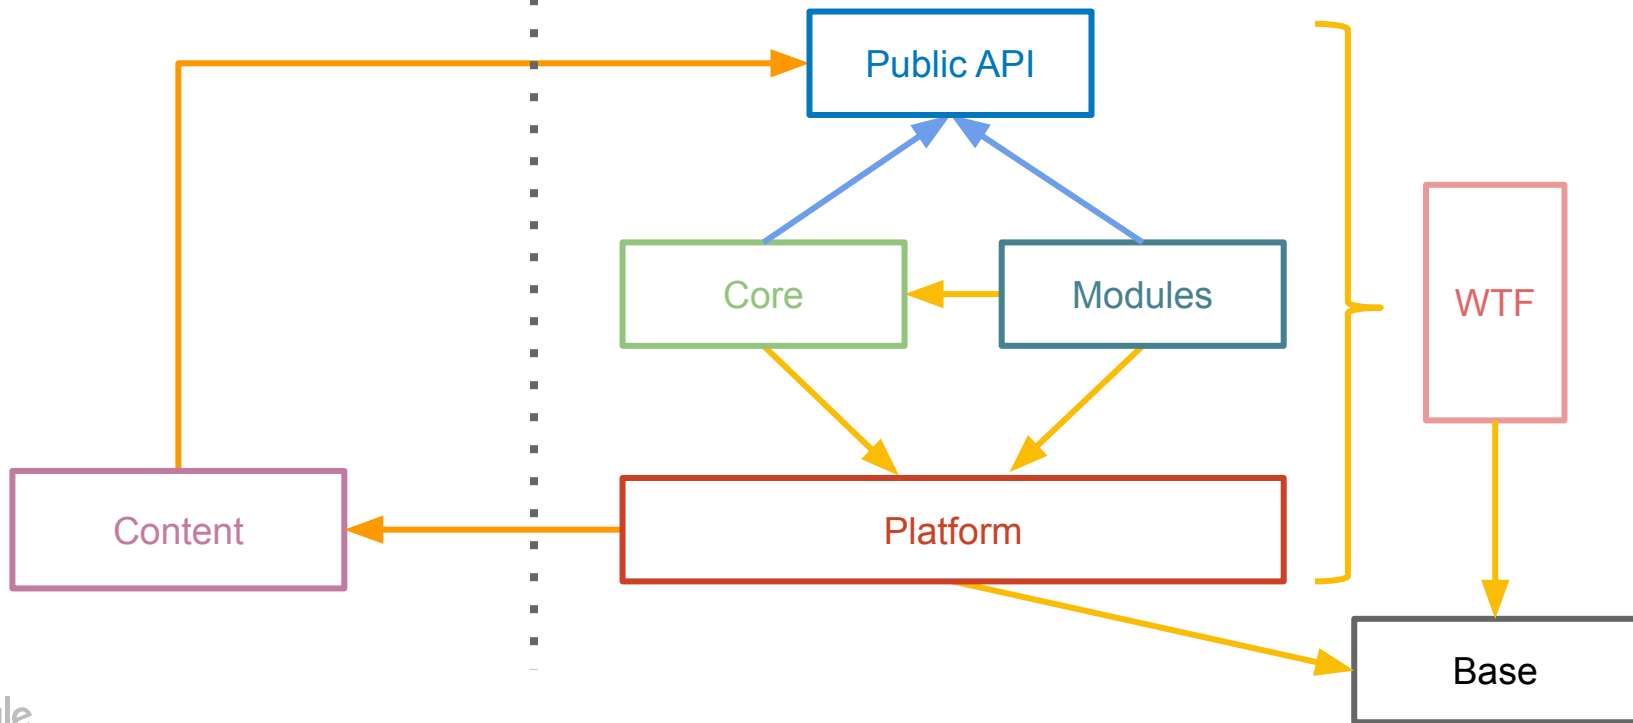 Public API
Core
Modules
WTF
Content
Platform
Base